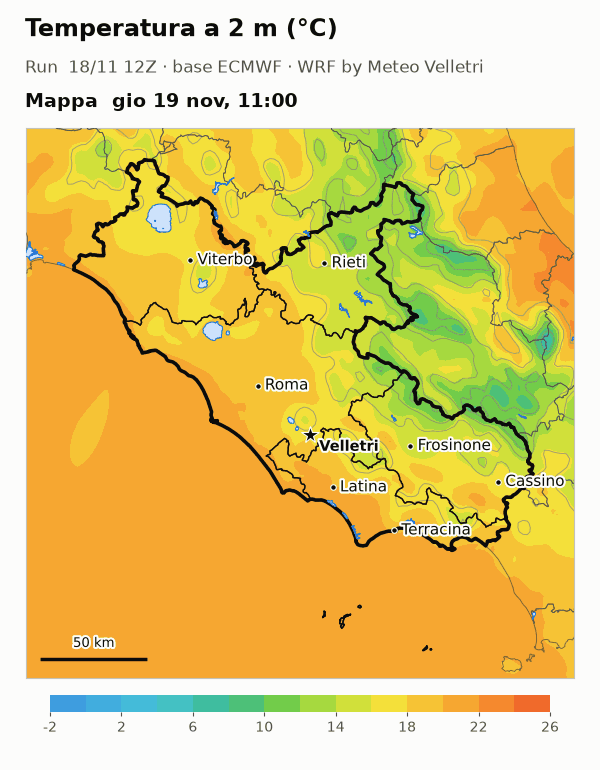 Temperatura a 2 m (°C)
Run 18/11 12Z · base ECMWF · WRF by Meteo Velletri
Mappa gio 19 nov, 11:00
Viterbo
Rieti
Roma
Velletri
Frosinone
Cassino
Latina
Terracina
50 km
-2 2 6 10 14 18 22 26